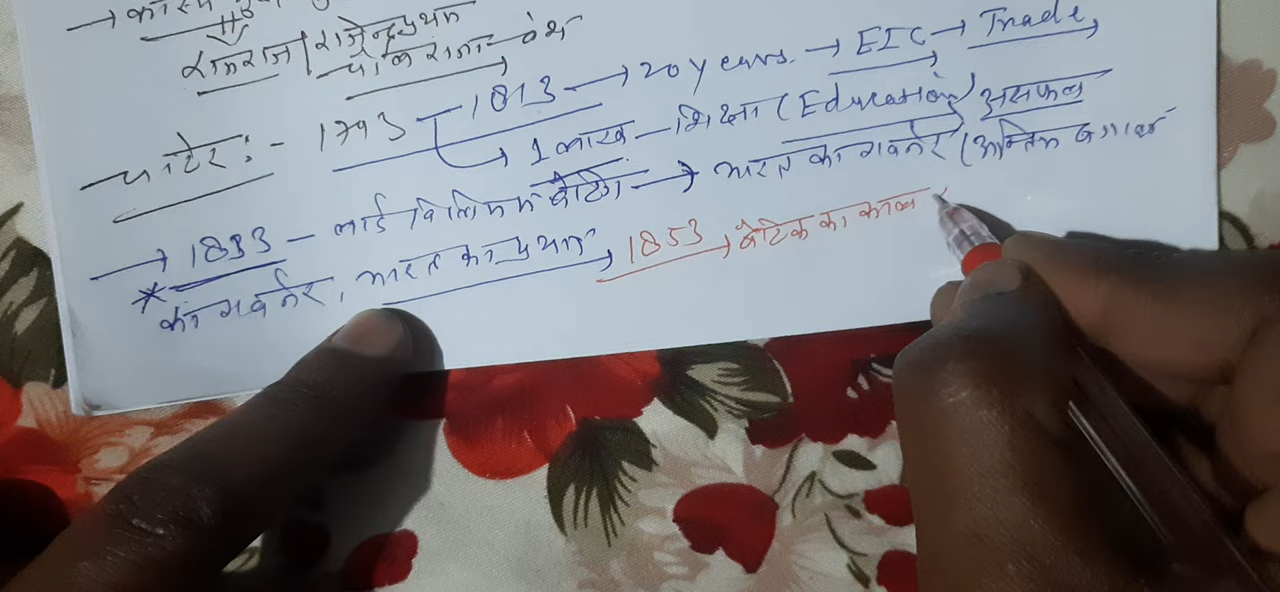 → कारण
राजराज | राजेन्द्र प्रथम
चार्टर :- 1793 1813 → 20 years. → EIC → Trade,
→ 1 लाख – शिक्षा (Education) असफल
→ 1833 – लार्ड विलियम बैंटिंग → भारत का गवर्नर (अन्तिम बंगाल
* का गवर्नर, भारत का प्रथम, 1853, बैंटिक का काल